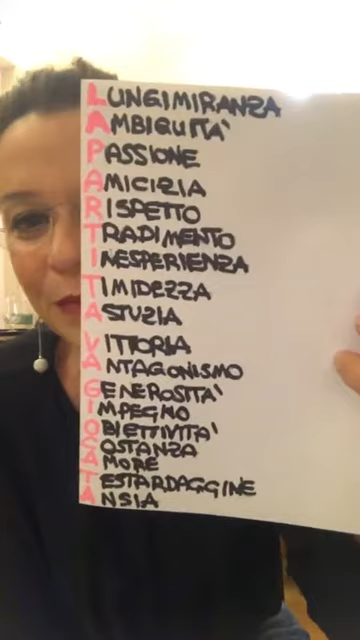 LUNGIMIRANZA
AMBIGUITA'
PASSIONE
AMICIZIA
RISPETTO
TRADIMENTO
INESPERIENZA
TIMIDEZZA
ASTUZIA
VITTORIA
ANTAGONISMO
GENEROSITA'
IMPEGNO
OBIETTIVITA'
COSTANZA
AMORE
TESTARDAGGINE
ANSIA